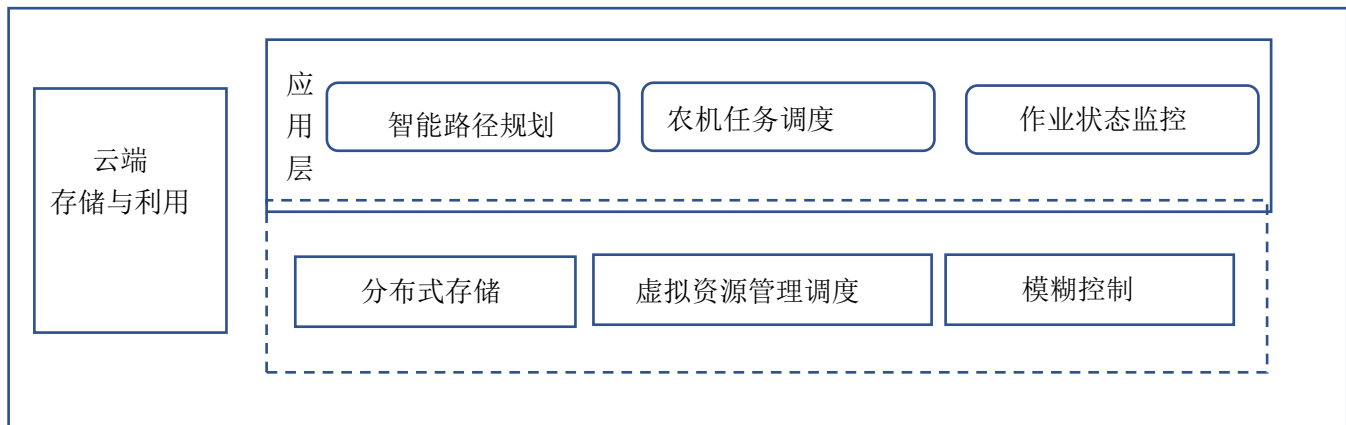 云端
存储与利用
应
用
层
智能路径规划
农机任务调度
作业状态监控
分布式存储
虚拟资源管理调度
模糊控制